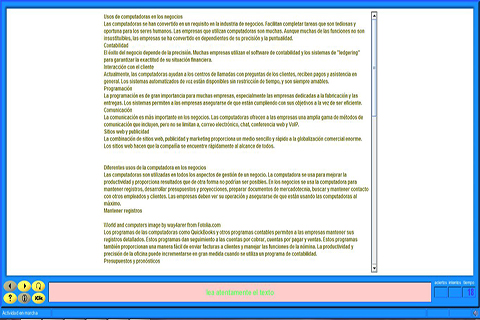 Usos de computadoras en los negocios
Las computadoras se han convertido en un requisito en la industria de negocios. Facilitan completar tareas que son tediosas y
oportuna para los seres humanos. Las empresas que utilizan computadoras son muchas. Aunque muchas de las funciones no son
insustituibles, las empresas se ha convertido en dependientes de su precisión y la puntualidad.
Contabilidad
El éxito del negocio depende de la precisión. Muchas empresas utilizan el software de contabilidad y los sistemas de "ledgering"
para garantizar la exactitud de su situación financiera.
Interacción con el cliente
Actualmente, las computadoras ayudan a los centros de llamadas con preguntas de los clientes, reciben pagos y asistencia en
general. Los sistemas automatizados de voz están disponibles sin restricción de tiempo, y son siempre amables.
Programación
La programación es de gran importancia para muchas empresas, especialmente las empresas dedicadas a la fabricación y las
entregas. Los sistemas permiten a las empresas asegurarse de que están cumpliendo con sus objetivos a la vez de ser eficiente.
Comunicación
La comunicación es más importante en los negocios. Las computadoras ofrecen a las empresas una amplia gama de métodos de
comunicación que incluyen, pero no se limitan a, correo electrónico, chat, conferencia web y VoIP.
Sitios web y publicidad
La combinación de sitios web, publicidad y marketing proporciona un medio sencillo y rápido a la globalización comercial enorme.
Los sitios web hacen que la compañía se encuentre rápidamente al alcance de todos.
Diferentes usos de la computadora en los negocios
Las computadoras son utilizadas en todos los aspectos de gestión de un negocio. La computadora se usa para mejorar la
productividad y proporciona resultados que de otra forma no podrían ser posibles. En los negocios se usa la computadora para
mantener registros, desarrollar presupuestos y proyecciones, preparar documentos de mercadotecnia, buscar y mantener contacto
con otros empleados y clientes. Las empresas deben ver su operación y asegurarse de que están usando las computadoras al
máximo.
Mantener registros
World and computers image by wayfarer from Fotolia.com
Los programas de las computadoras como QuickBooks y otros programas contables permiten a las empresas mantener sus
registros detallados. Estos programas dan seguimiento a las cuentas por cobrar, cuentas por pagar y ventas. Estos programas
también proporcionan una manera fácil de enviar facturas a clientes y manejar las funciones de la nómina. La productividad y
precisión de la oficina puede incrementarse en gran medida cuando se utiliza un programa de contabilidad.
Presupuestos y pronósticos
lea atentamente el texto
aciertos intentos tiempo
Klic
Actividad en marcha